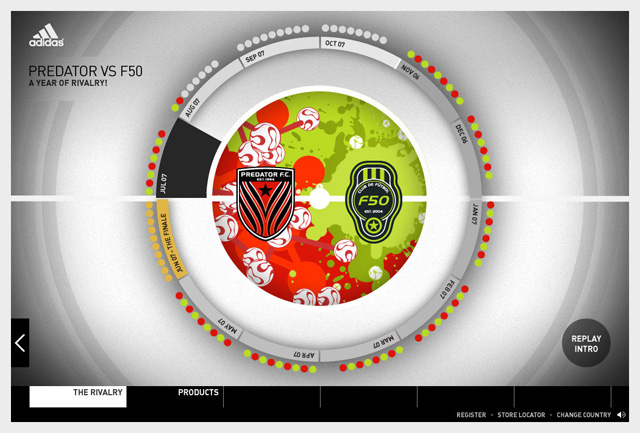 adidas
PREDATOR VS F50
A YEAR OF RIVALRY!
SEP 07
OCT 07
NOV 06
AUG 07
DEC 06
JUL 07
PREDATOR F.C.
EST.1994
CLUB DE FUTBOL
F50
EST. 2004
JAN 07
JUN 07 - THE FINALE
FEB 07
MAY 07
APR 07
MAR 07
REPLAY
INTRO
THE RIVALRY
PRODUCTS
REGISTER • STORE LOCATOR • CHANGE COUNTRY